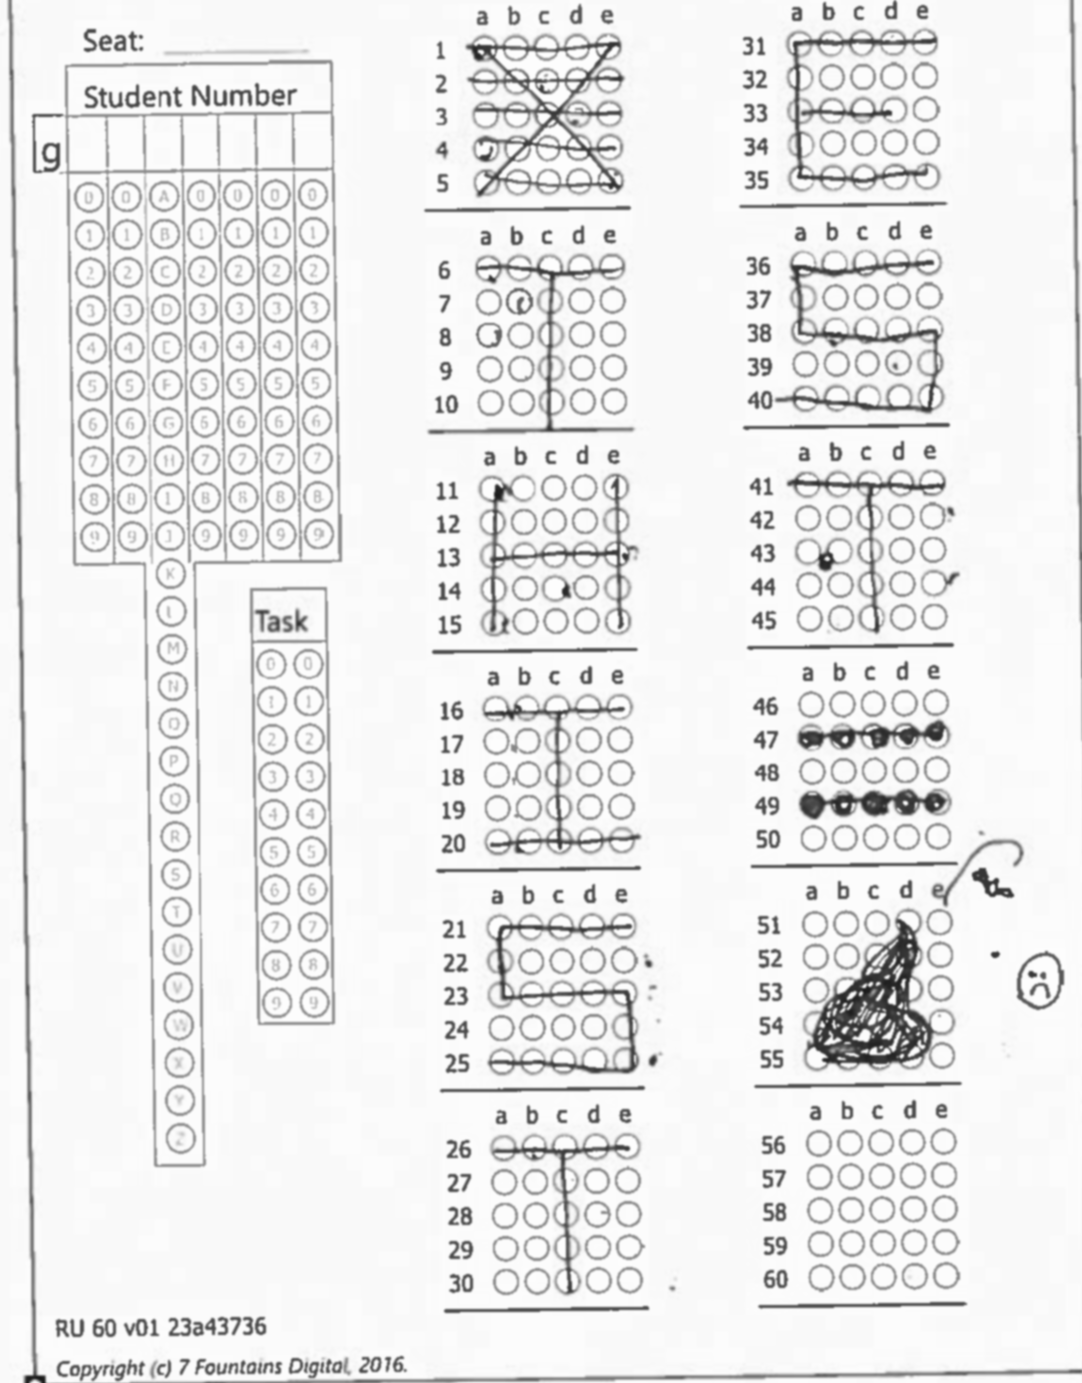 Seat:
Student Number
g
0 0 A 0 0 0 0
1 1 B 1 1 1 1
2 2 C 2 2 2 2
3 3 D 3 3 3 3
4 4 E 4 4 4 4
5 5 F 5 5 5 5
6 6 G 6 6 6 6
7 7 H 7 7 7 7
8 8 I 8 8 8 8
9 9 J 9 9 9 9
K
L
M
N
O
P
Q
R
S
T
U
V
W
X
Y
Z
Task
0 0
1 1
2 2
3 3
4 4
5 5
6 6
7 7
8 8
9 9
a b c d e
1
2
3
4
5
a b c d e
6
7
8
9
10
T
a b c d e
11
12
13
14
15
H
a b c d e
16
17
18
19
20
I
a b c d e
21
22
23
24
25
S
a b c d e
26
27
28
29
30
T
a b c d e
31
32
33
34
35
E
a b c d e
36
37
38
39
40
S
a b c d e
41
42
43
44
45
T
a b c d e
46
47
48
49
50
=
a b c d e
51
52
53
54
55
a b c d e
56
57
58
59
60
RU 60 v01 23a43736
Copyright (c) 7 Fountains Digital, 2016.